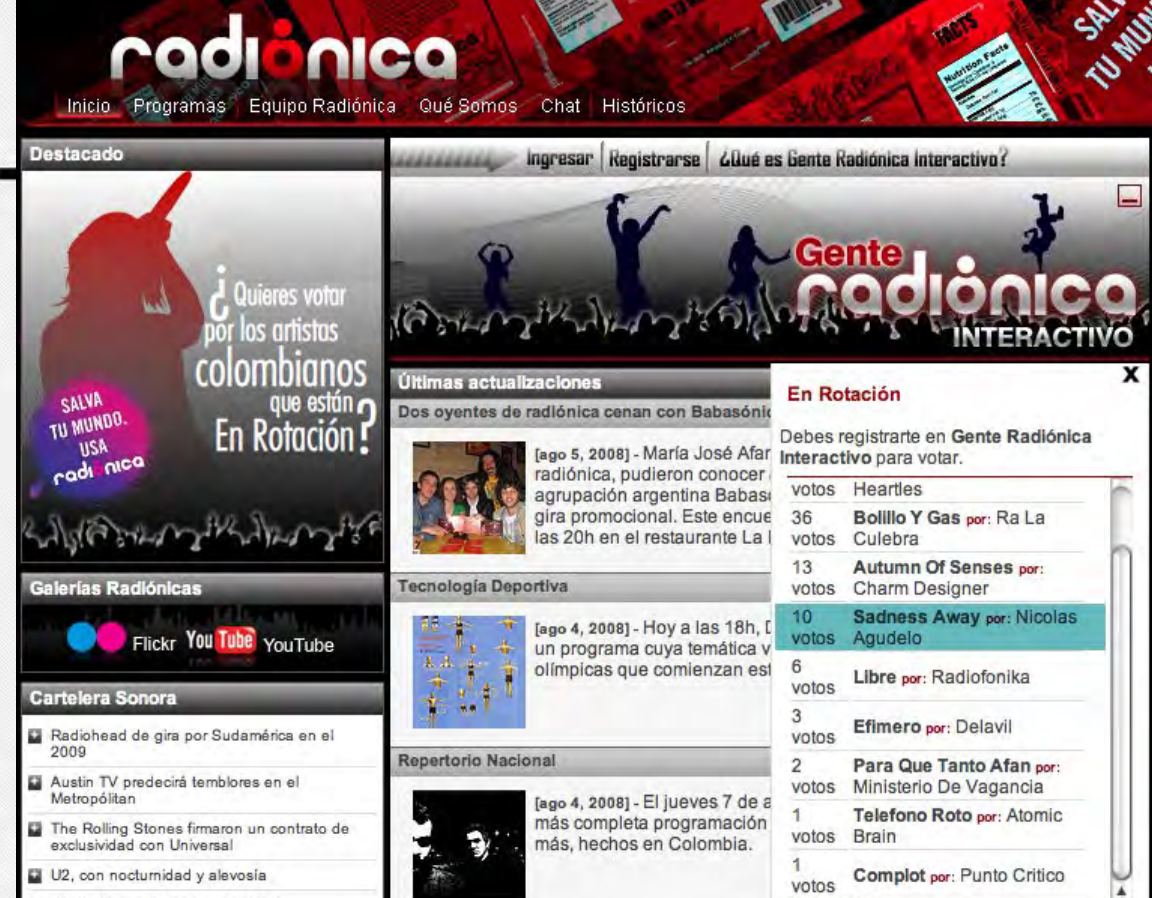 radiónica
FACTS
Nutrition Facts
SALV
TU MUN
Inicio Programas Equipo Radiónica Qué Somos Chat Históricos
Destacado
¿Quieres votar
por los artistas
colombianos
que están
En Rotación?
SALVA
TU MUNDO.
USA
radiónica
Galerías Radiónicas
Flickr You Tube YouTube
Cartelera Sonora
Radiohead de gira por Sudamérica en el
2009
Austin TV predecirá temblores en el
Metropólitan
The Rolling Stones firmaron un contrato de
exclusividad con Universal
U2, con nocturnidad y alevosía
Ingresar Registrarse ¿Qué es Gente Radiónica Interactivo?
Gente
radiónica
INTERACTIVO
Últimas actualizaciones
Dos oyentes de radiónica cenan con Babasónic
[ago 5, 2008] - María José Afar
radiónica, pudieron conocer
agrupación argentina Babaso
gira promocional. Este encue
las 20h en el restaurante La
Tecnología Deportiva
[ago 4, 2008] - Hoy a las 18h, D
un programa cuya temática v
olímpicas que comienzan est
Repertorio Nacional
[ago 4, 2008] - El jueves 7 de a
más completa programación
más, hechos en Colombia.
X
En Rotación
Debes registrarte en Gente Radiónica
Interactivo para votar.
votos Heartles
36 Bolillo Y Gas por: Ra La
votos Culebra
13 Autumn Of Senses por:
votos Charm Designer
10 Sadness Away por: Nicolas
votos Agudelo
6 votos Libre por: Radiofonika
3 votos Efimero por: Delavil
2 Para Que Tanto Afan por:
votos Ministerio De Vagancia
1 Telefono Roto por: Atomic
votos Brain
1 votos Complot por: Punto Critico